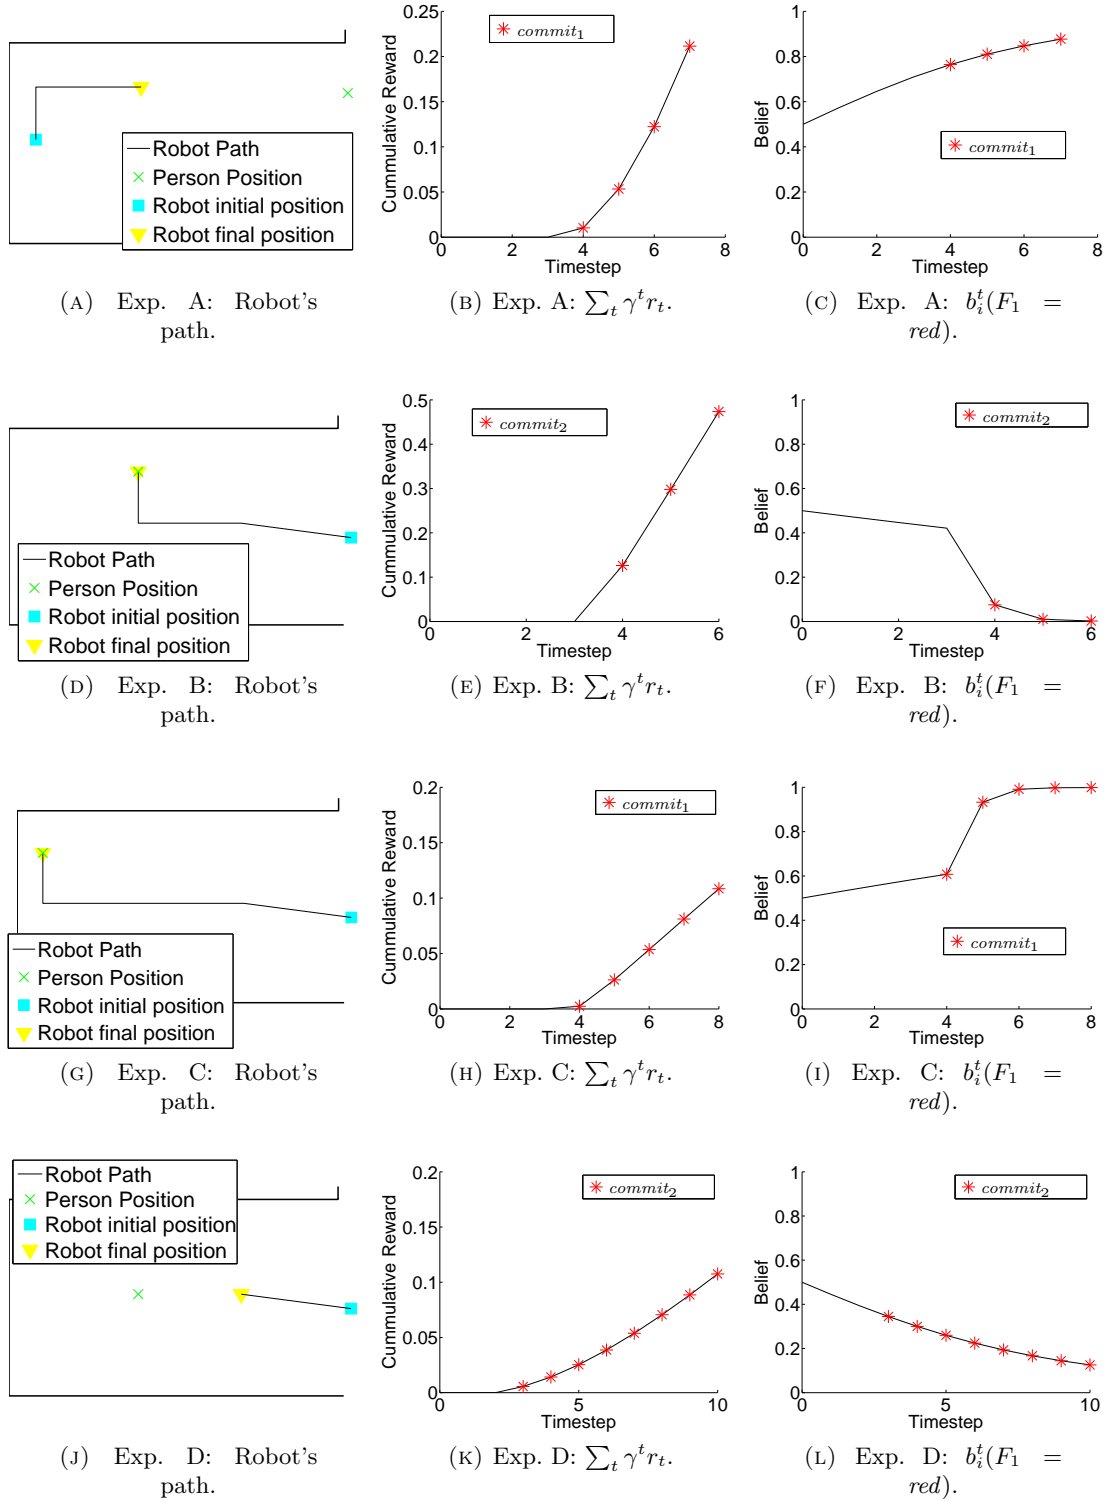 Robot Path
Person Position
Robot initial position
Robot final position
0.25
0.2
0.15
0.1
0.05
0
0 2 4 6 8
Cummulative Reward
Timestep
commit₁
1
0.8
0.6
0.4
0.2
0
0 2 4 6 8
Belief
Timestep
commit₁
(A) Exp. A: Robot's
path.
(B) Exp. A: ∑ₜ γᵗrₜ.
(C) Exp. A: bᵢᵗ(F₁ =
red).
Robot Path
Person Position
Robot initial position
Robot final position
0.5
0.4
0.3
0.2
0.1
0
0 2 4 6
Cummulative Reward
Timestep
commit₂
1
0.8
0.6
0.4
0.2
0
0 2 4 6
Belief
Timestep
commit₂
(D) Exp. B: Robot's
path.
(E) Exp. B: ∑ₜ γᵗrₜ.
(F) Exp. B: bᵢᵗ(F₁ =
red).
Robot Path
Person Position
Robot initial position
Robot final position
0.2
0.15
0.1
0.05
0
0 2 4 6 8
Cummulative Reward
Timestep
commit₁
1
0.8
0.6
0.4
0.2
0
0 2 4 6 8
Belief
Timestep
commit₁
(G) Exp. C: Robot's
path.
(H) Exp. C: ∑ₜ γᵗrₜ.
(I) Exp. C: bᵢᵗ(F₁ =
red).
Robot Path
Person Position
Robot initial position
Robot final position
0.2
0.15
0.1
0.05
0
0 5 10
Cummulative Reward
Timestep
commit₂
1
0.8
0.6
0.4
0.2
0
0 5 10
Belief
Timestep
commit₂
(J) Exp. D: Robot's
path.
(K) Exp. D: ∑ₜ γᵗrₜ.
(L) Exp. D: bᵢᵗ(F₁ =
red).